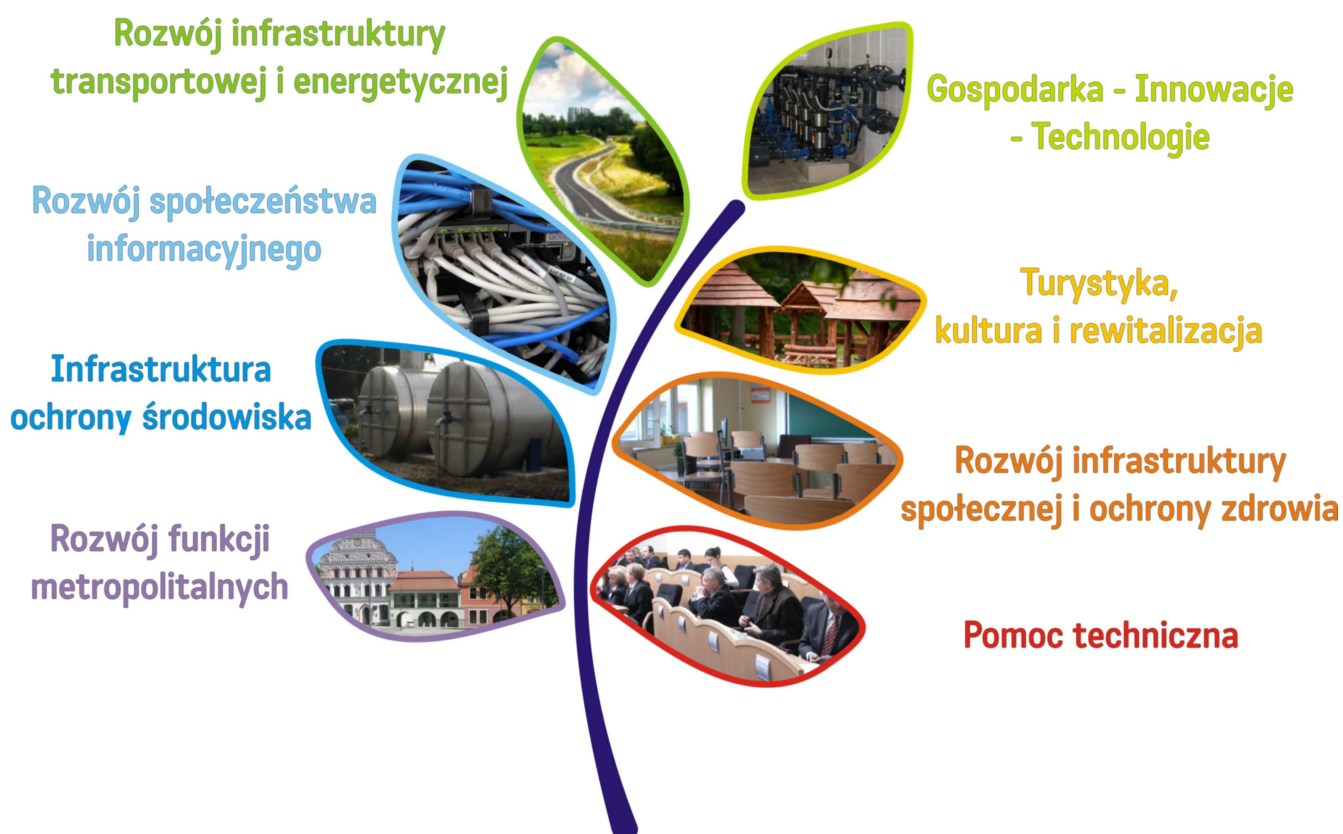 Rozwój infrastruktury
transportowej i energetycznej
Gospodarka - Innowacje
- Technologie
Rozwój społeczeństwa
informacyjnego
Turystyka,
kultura i rewitalizacja
Infrastruktura
ochrony środowiska
Rozwój infrastruktury
społecznej i ochrony zdrowia
Rozwój funkcji
metropolitalnych
Pomoc techniczna